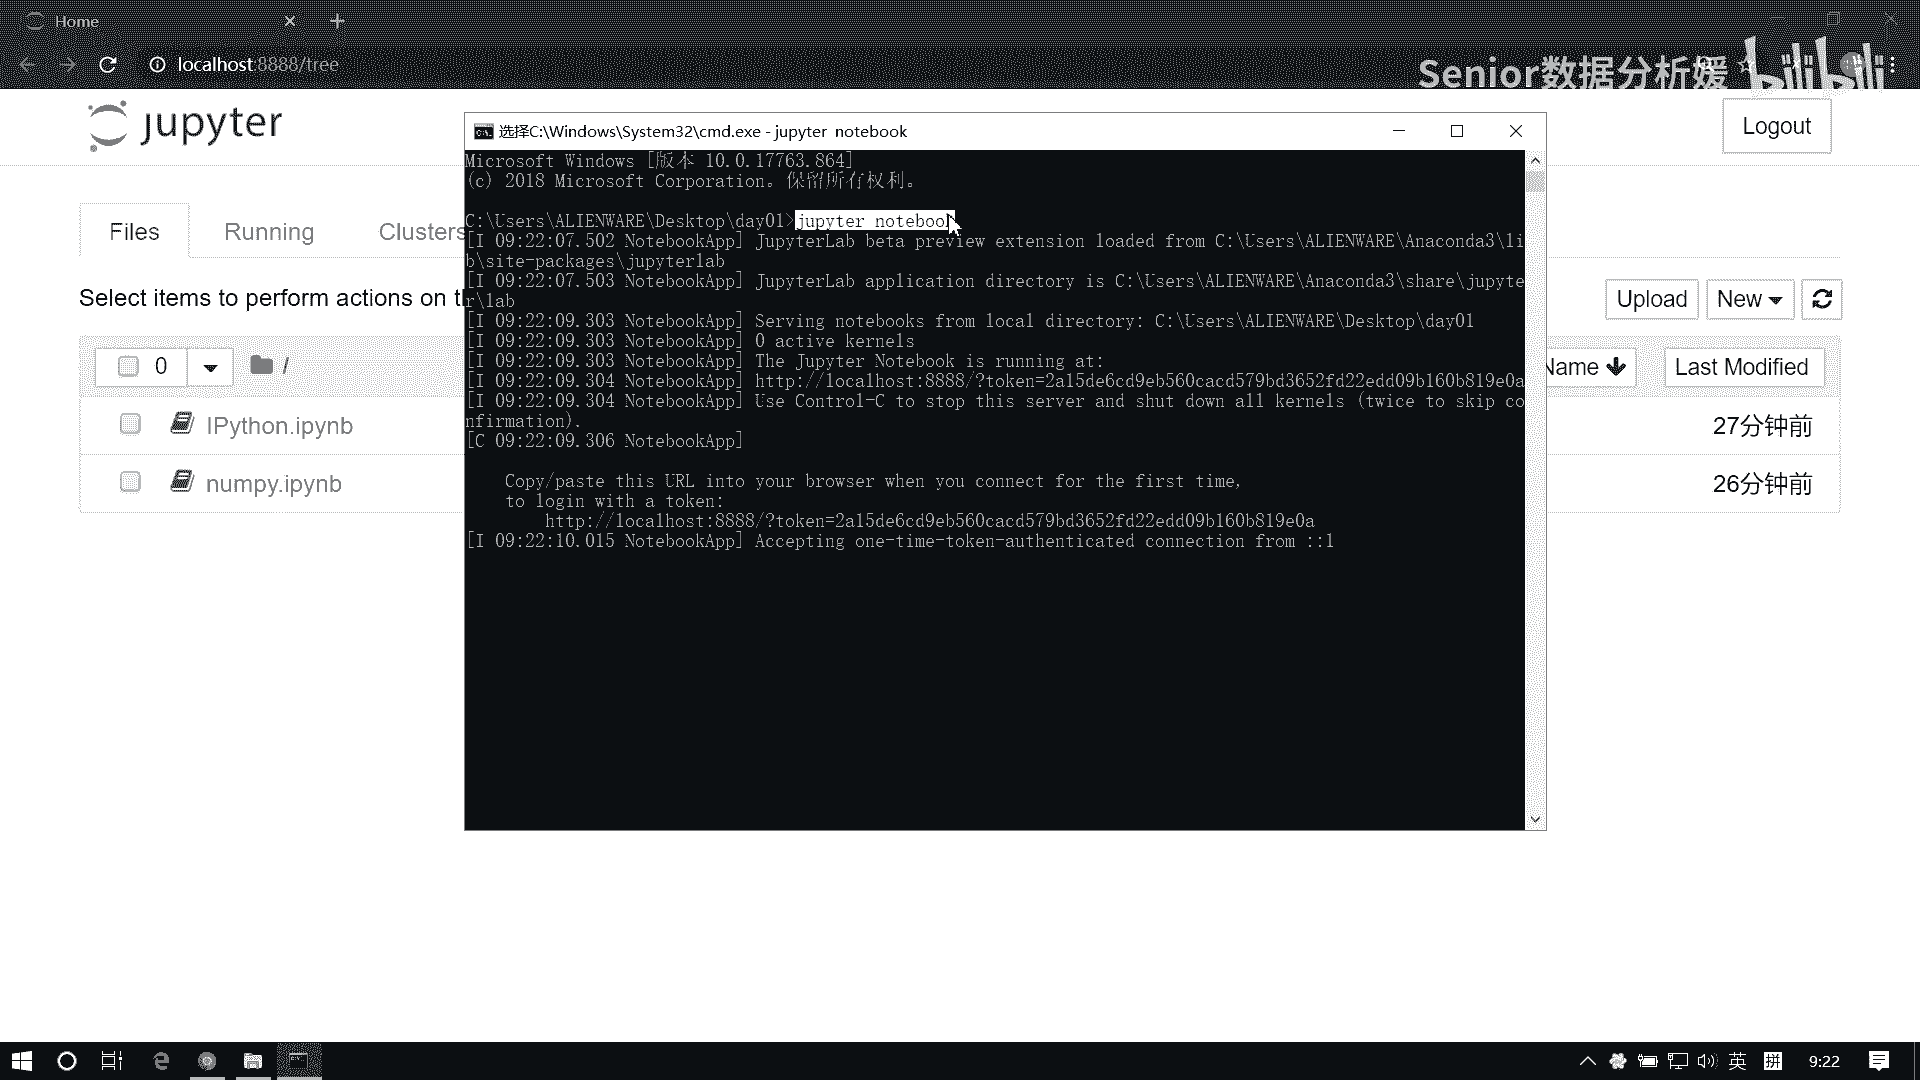 Home
localhost:8888/tree
Senior数据分析媛 bilibili
jupyter
Logout
Files
Running
Clusters
Select items to perform actions on t
Upload
New
0
/
Name
Last Modified
IPython.ipynb
27分钟前
numpy.ipynb
26分钟前
选择C:\Windows\System32\cmd.exe - jupyter notebook
Microsoft Windows [版本 10.0.17763.864]
(c) 2018 Microsoft Corporation。保留所有权利。
C:\Users\ALIENWARE\Desktop\day01>jupyter notebook
[I 09:22:07.502 NotebookApp] JupyterLab beta preview extension loaded from C:\Users\ALIENWARE\Anaconda3\li
b\site-packages\jupyterlab
[I 09:22:07.503 NotebookApp] JupyterLab application directory is C:\Users\ALIENWARE\Anaconda3\share\jupyte
r\lab
[I 09:22:09.303 NotebookApp] Serving notebooks from local directory: C:\Users\ALIENWARE\Desktop\day01
[I 09:22:09.303 NotebookApp] 0 active kernels
[I 09:22:09.303 NotebookApp] The Jupyter Notebook is running at:
[I 09:22:09.304 NotebookApp] http://localhost:8888/?token=2a15de6cd9eb560cacd579bd3652fd22edd09b160b819e0a
[I 09:22:09.304 NotebookApp] Use Control-C to stop this server and shut down all kernels (twice to skip co
nfirmation).
[C 09:22:09.306 NotebookApp]
Copy/paste this URL into your browser when you connect for the first time,
to login with a token:
http://localhost:8888/?token=2a15de6cd9eb560cacd579bd3652fd22edd09b160b819e0a
[I 09:22:10.015 NotebookApp] Accepting one-time-token-authenticated connection from ::1
英
拼
9:22